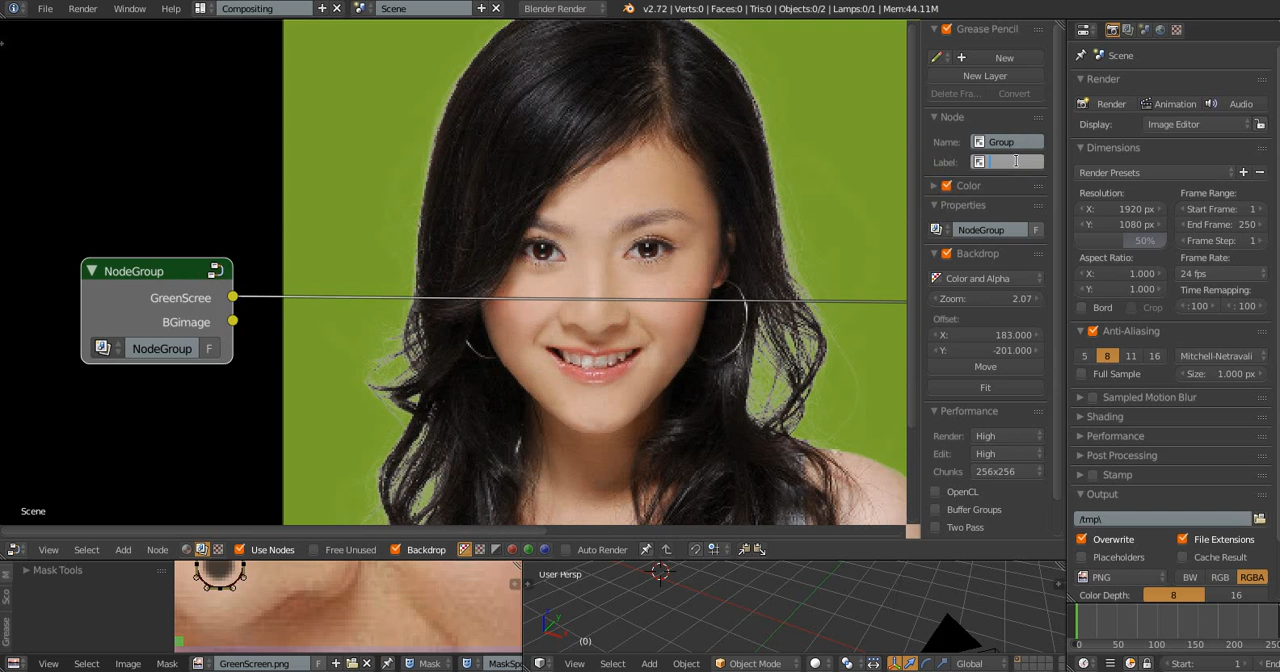 File Render Window Help Compositing Scene Blender Render v2.72 | Verts:0 | Faces:0 | Tris:0 | Objects:0/2 | Lamps:0/1 | Mem:44.11M
Grease Pencil
New
New Layer
Delete Fra... Convert
Node
Name: Group
Label:
Color
Properties
NodeGroup F
Backdrop
Color and Alpha
Zoom: 2.07
Offset:
X: 183.000
Y: -201.000
Move
Fit
Performance
Render: High
Edit: High
Chunks 256x256
OpenCL
Buffer Groups
Two Pass
Scene
Render
Render Animation Audio
Display: Image Editor
Dimensions
Render Presets
Resolution: Frame Range:
X: 1920 px Start Frame: 1
Y: 1080 px End Frame: 250
50% Frame Step: 1
Aspect Ratio: Frame Rate:
X: 1.000 24 fps
Y: 1.000 Time Remapping:
Bord Crop :100 :100
Anti-Aliasing
5 8 11 16 Mitchell-Netravali
Full Sample Size: 1.000 px
Sampled Motion Blur
Shading
Performance
Post Processing
Stamp
Output
/tmp\
Overwrite File Extensions
Placeholders Cache Result
PNG BW RGB RGBA
Color Depth: 8 16
NodeGroup
GreenScree
BGimage
NodeGroup F
Scene
View Select Add Node Use Nodes Free Unused Backdrop Auto Render
Mask Tools
M
Sco
Grease
User Persp
(0)
0 50 100 150 200 25
View Select Image Mask GreenScreen.png F Mask MaskSp
View Select Add Object Object Mode Global
Start: 1 En